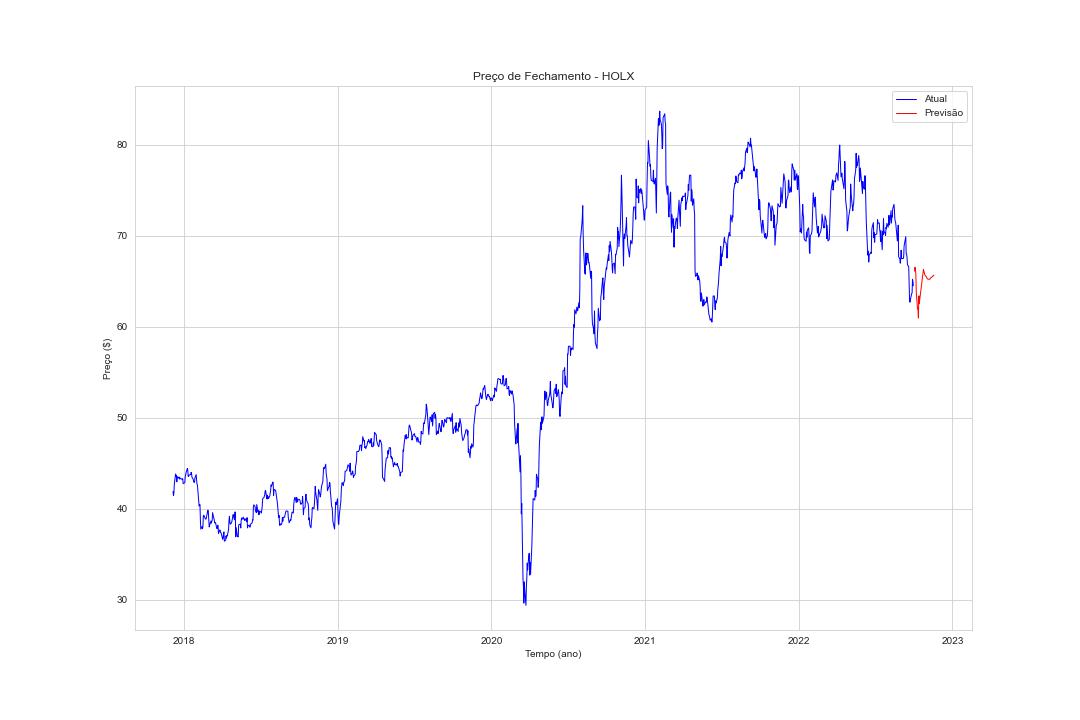 Preço de Fechamento - HOLX
Atual
Previsão
80
70
60
50
40
30
Preço ($)
2018
2019
2020
2021
2022
2023
Tempo (ano)